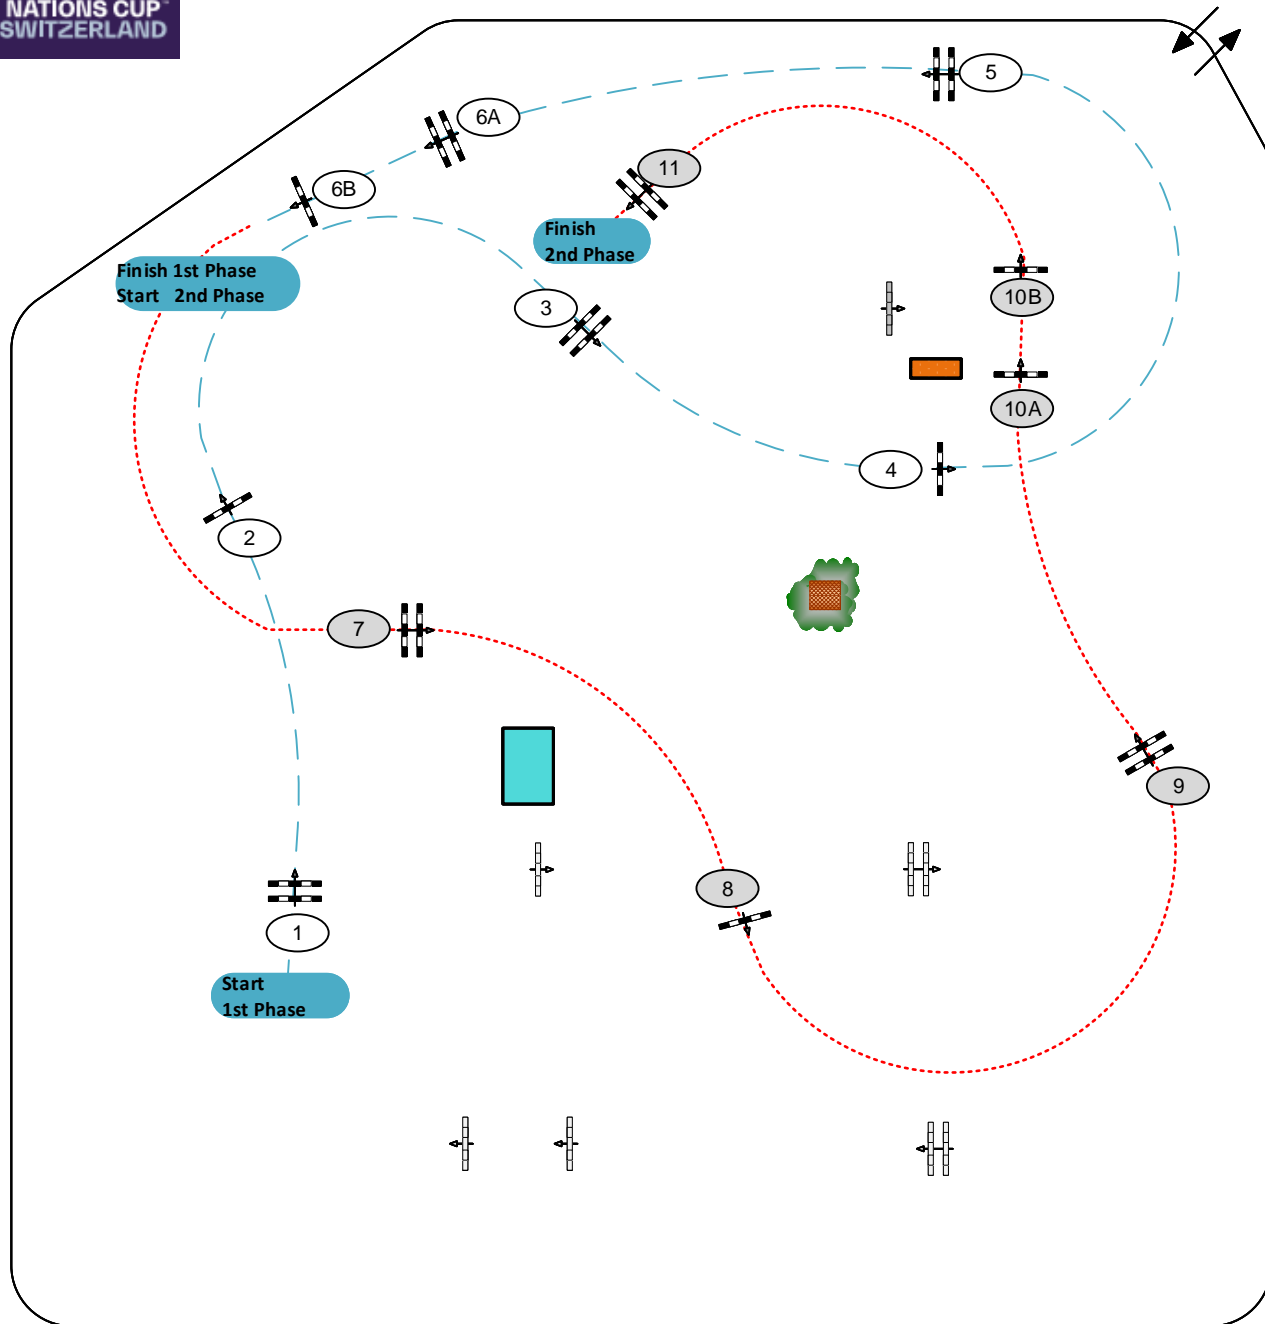 NATIONS CUP
SWITZERLAND
5
6A
11
6B
Finish
2nd Phase
Finish 1st Phase
Start 2nd Phase
10B
3
10A
4
2
7
9
8
1
Start
1st Phase